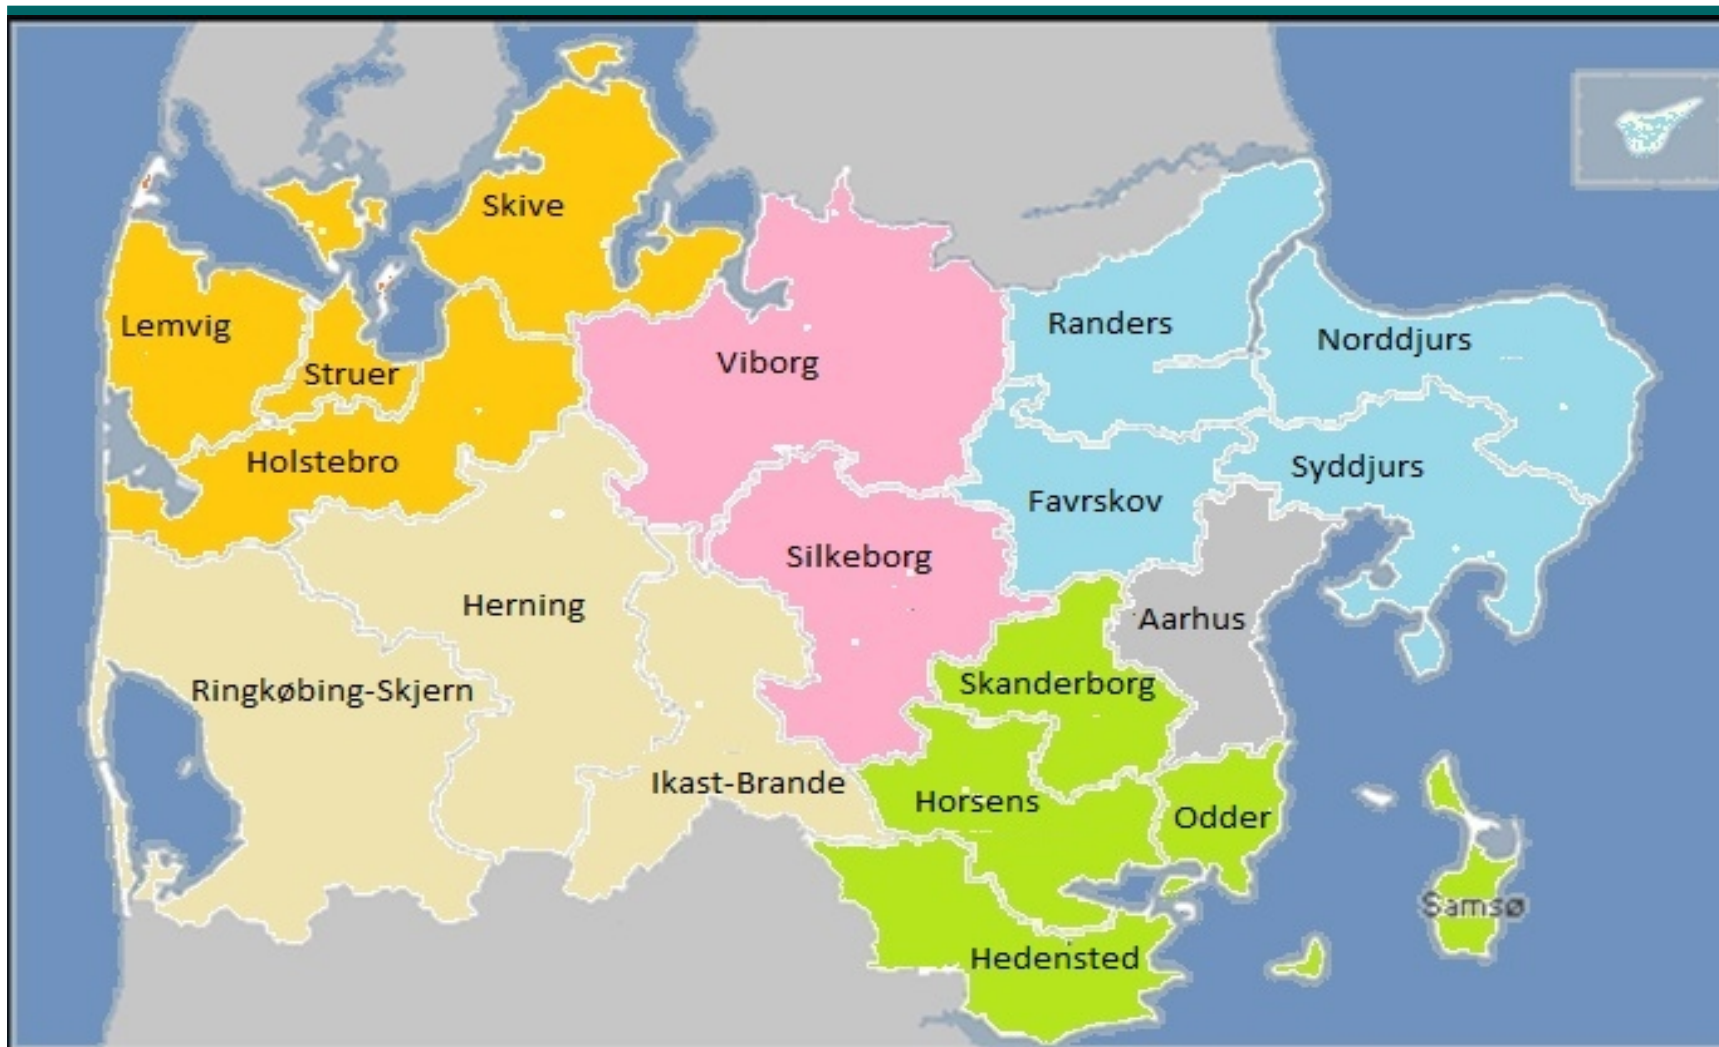 Skive
Lemvig
Struer
Viborg
Randers
Norddjurs
Holstebro
Syddjurs
Favrskov
Silkeborg
Herning
Aarhus
Ringkøbing-Skjern
Skanderborg
Ikast-Brande
Horsens
Odder
Samsø
Hedensted